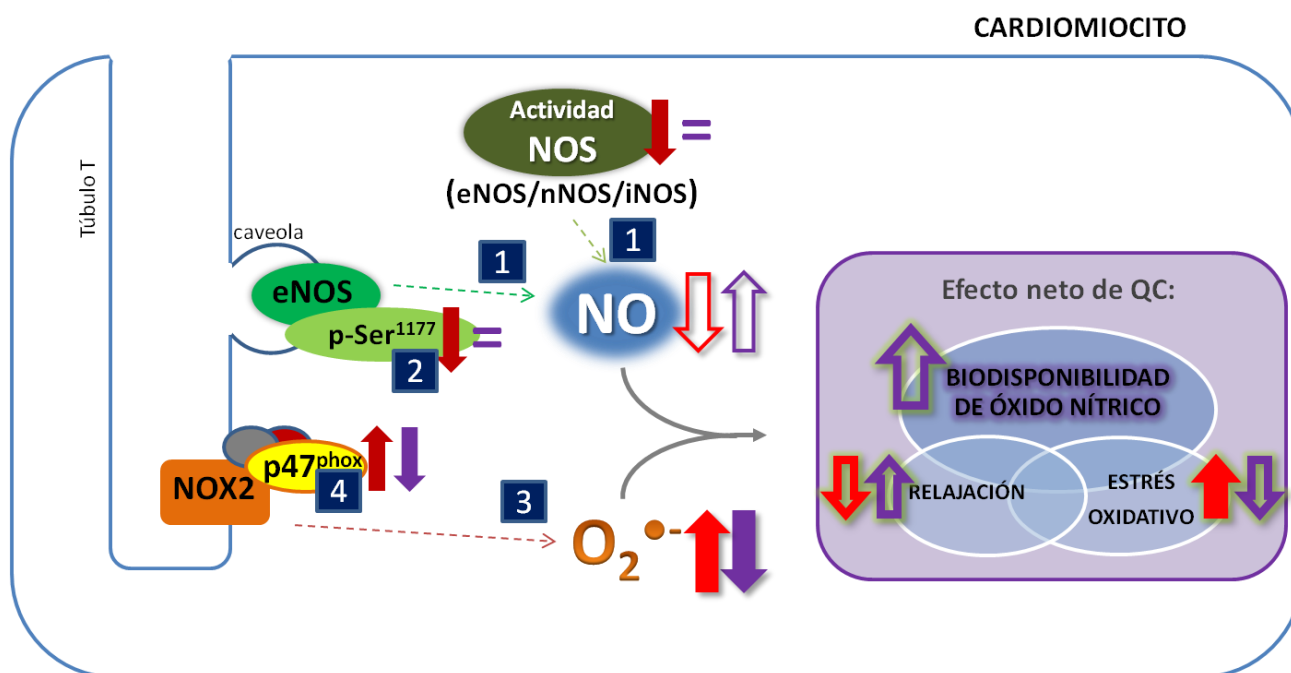 CARDIOMIOCITO
Túbulo T
Actividad
NOS
=
(eNOS/nNOS/iNOS)
1
caveola
1
eNOS
p-Ser¹¹⁷⁷
=
2
NO
NOX2
p47ᵖʰᵒˣ
4
3
O₂•-
Efecto neto de QC:
BIODISPONIBILIDAD
DE ÓXIDO NÍTRICO
RELAJACIÓN
ESTRÉS
OXIDATIVO